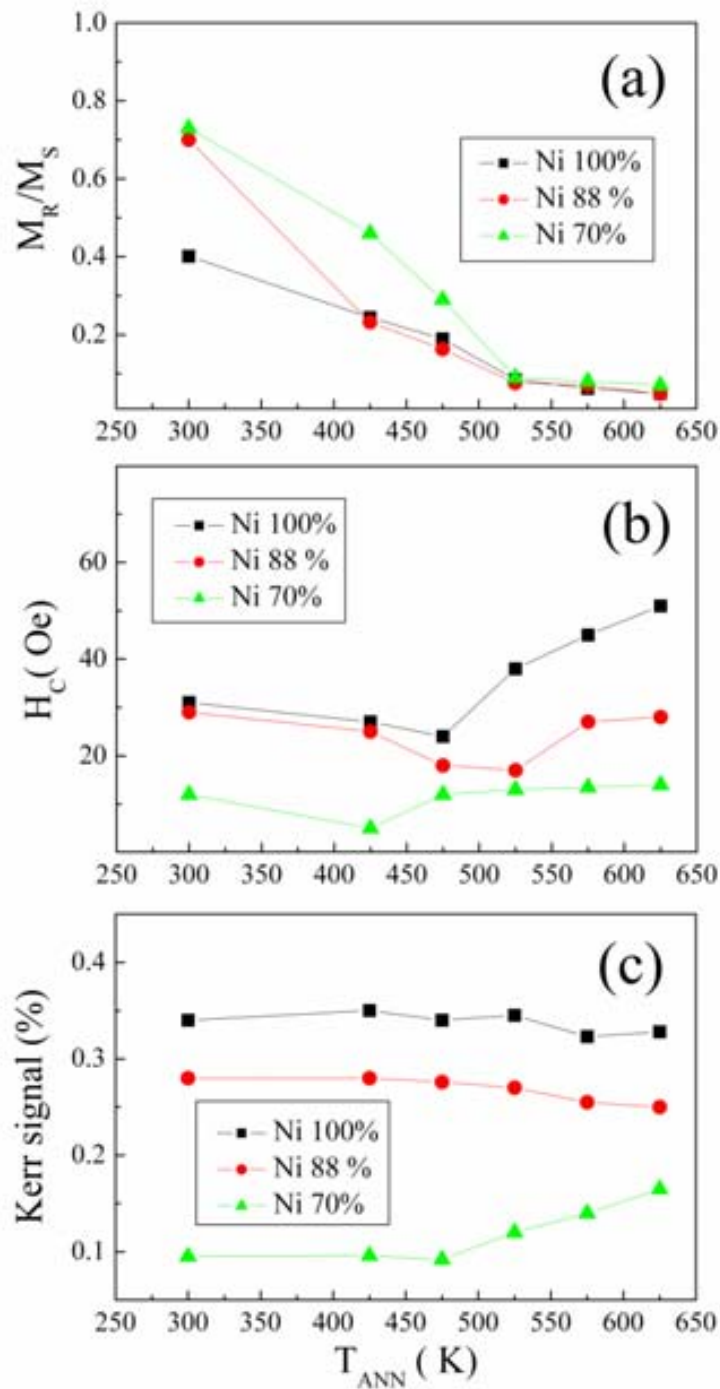 1.0
(a)
0.8
Ni 100%
Ni 88 %
Ni 70%
0.6
0.4
0.2
M_R/M_S
250 300 350 400 450 500 550 600 650
(b)
Ni 100%
Ni 88 %
Ni 70%
60
40
20
H_C( Oe)
250 300 350 400 450 500 550 600 650
(c)
0.4
0.3
0.2
0.1
Ni 100%
Ni 88 %
Ni 70%
Kerr signal (%)
250 300 350 400 450 500 550 600 650
T_ANN ( K)